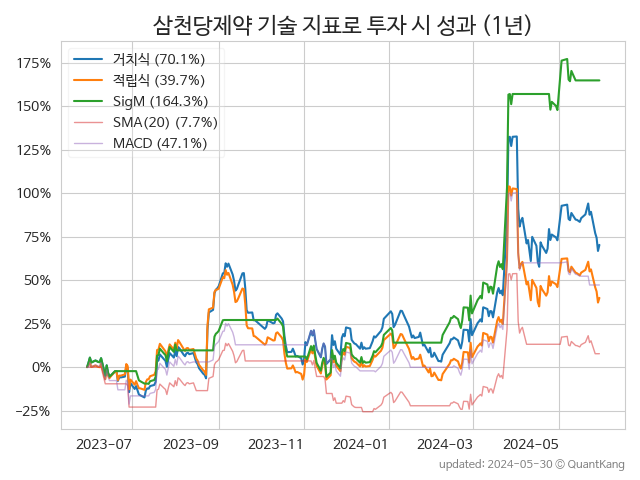 삼천당제약 기술 지표로 투자 시 성과 (1년)
거치식 (70.1%)
적립식 (39.7%)
SigM (164.3%)
SMA(20) (7.7%)
MACD (47.1%)
175%
150%
125%
100%
75%
50%
25%
0%
−25%
2023-07 2023-09 2023-11 2024-01 2024-03 2024-05
updated: 2024-05-30 © QuantKang